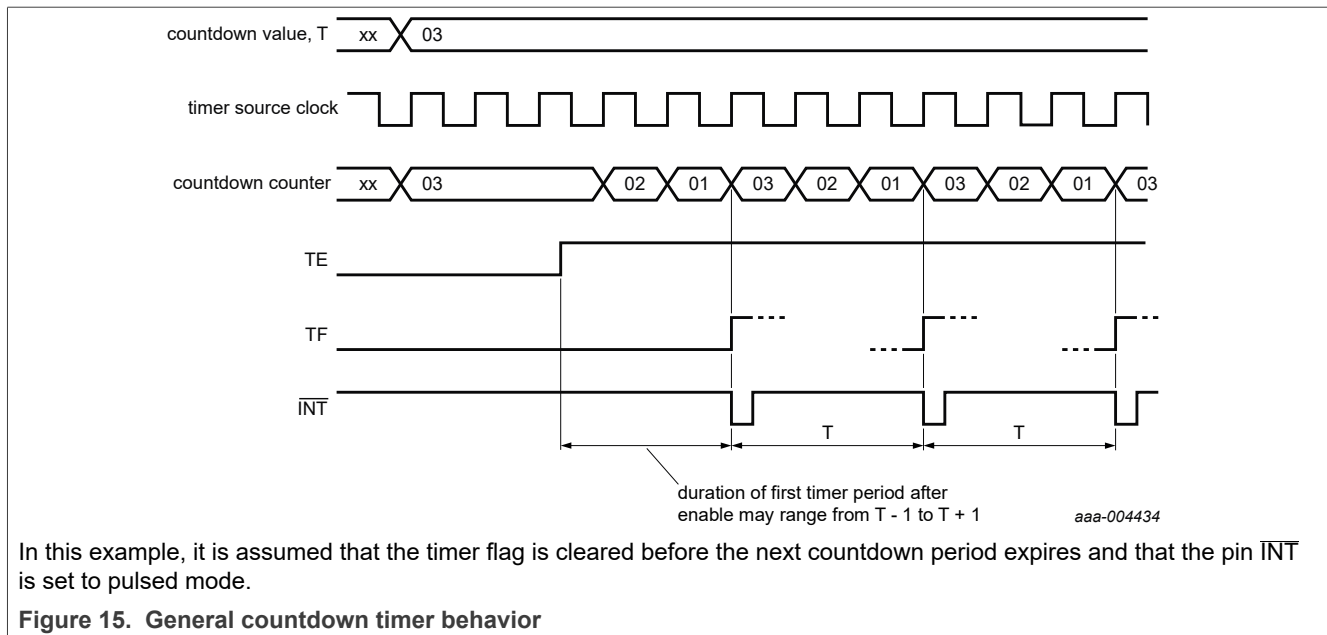 countdown value, T xx 03
timer source clock
countdown counter xx 03 02 01 03 02 01 03 02 01 03
TE
TF
INT
T T
duration of first timer period after
enable may range from T - 1 to T + 1
aaa-004434
In this example, it is assumed that the timer flag is cleared before the next countdown period expires and that the pin INT
is set to pulsed mode.
Figure 15. General countdown timer behavior